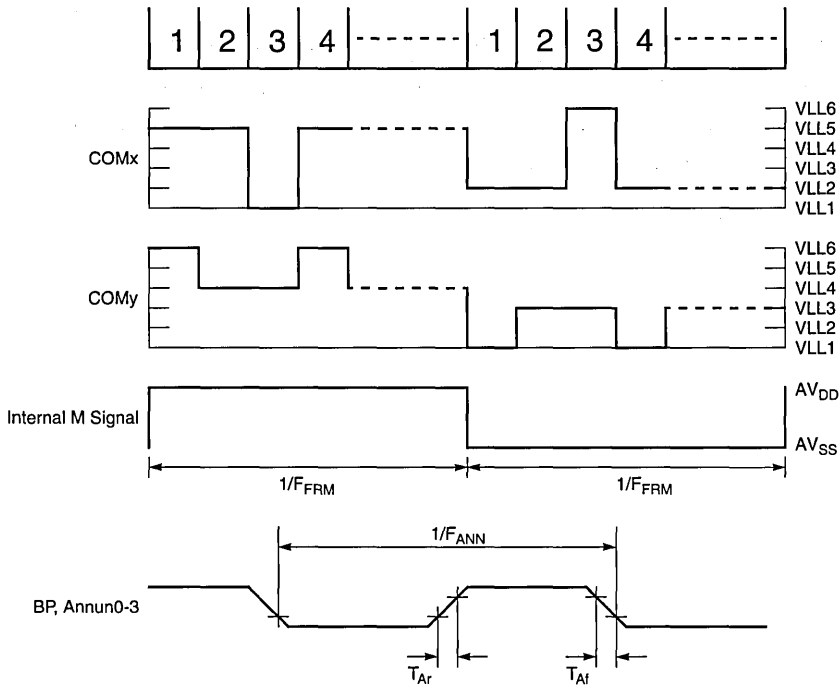 1 2 3 4 1 2 3 4
COMx
VLL6
VLL5
VLL4
VLL3
VLL2
VLL1
COMy
VLL6
VLL5
VLL4
VLL3
VLL2
VLL1
Internal M Signal
AVDD
AVSS
1/FFRM 1/FFRM
1/FANN
BP, Annun0-3
TAr TAf